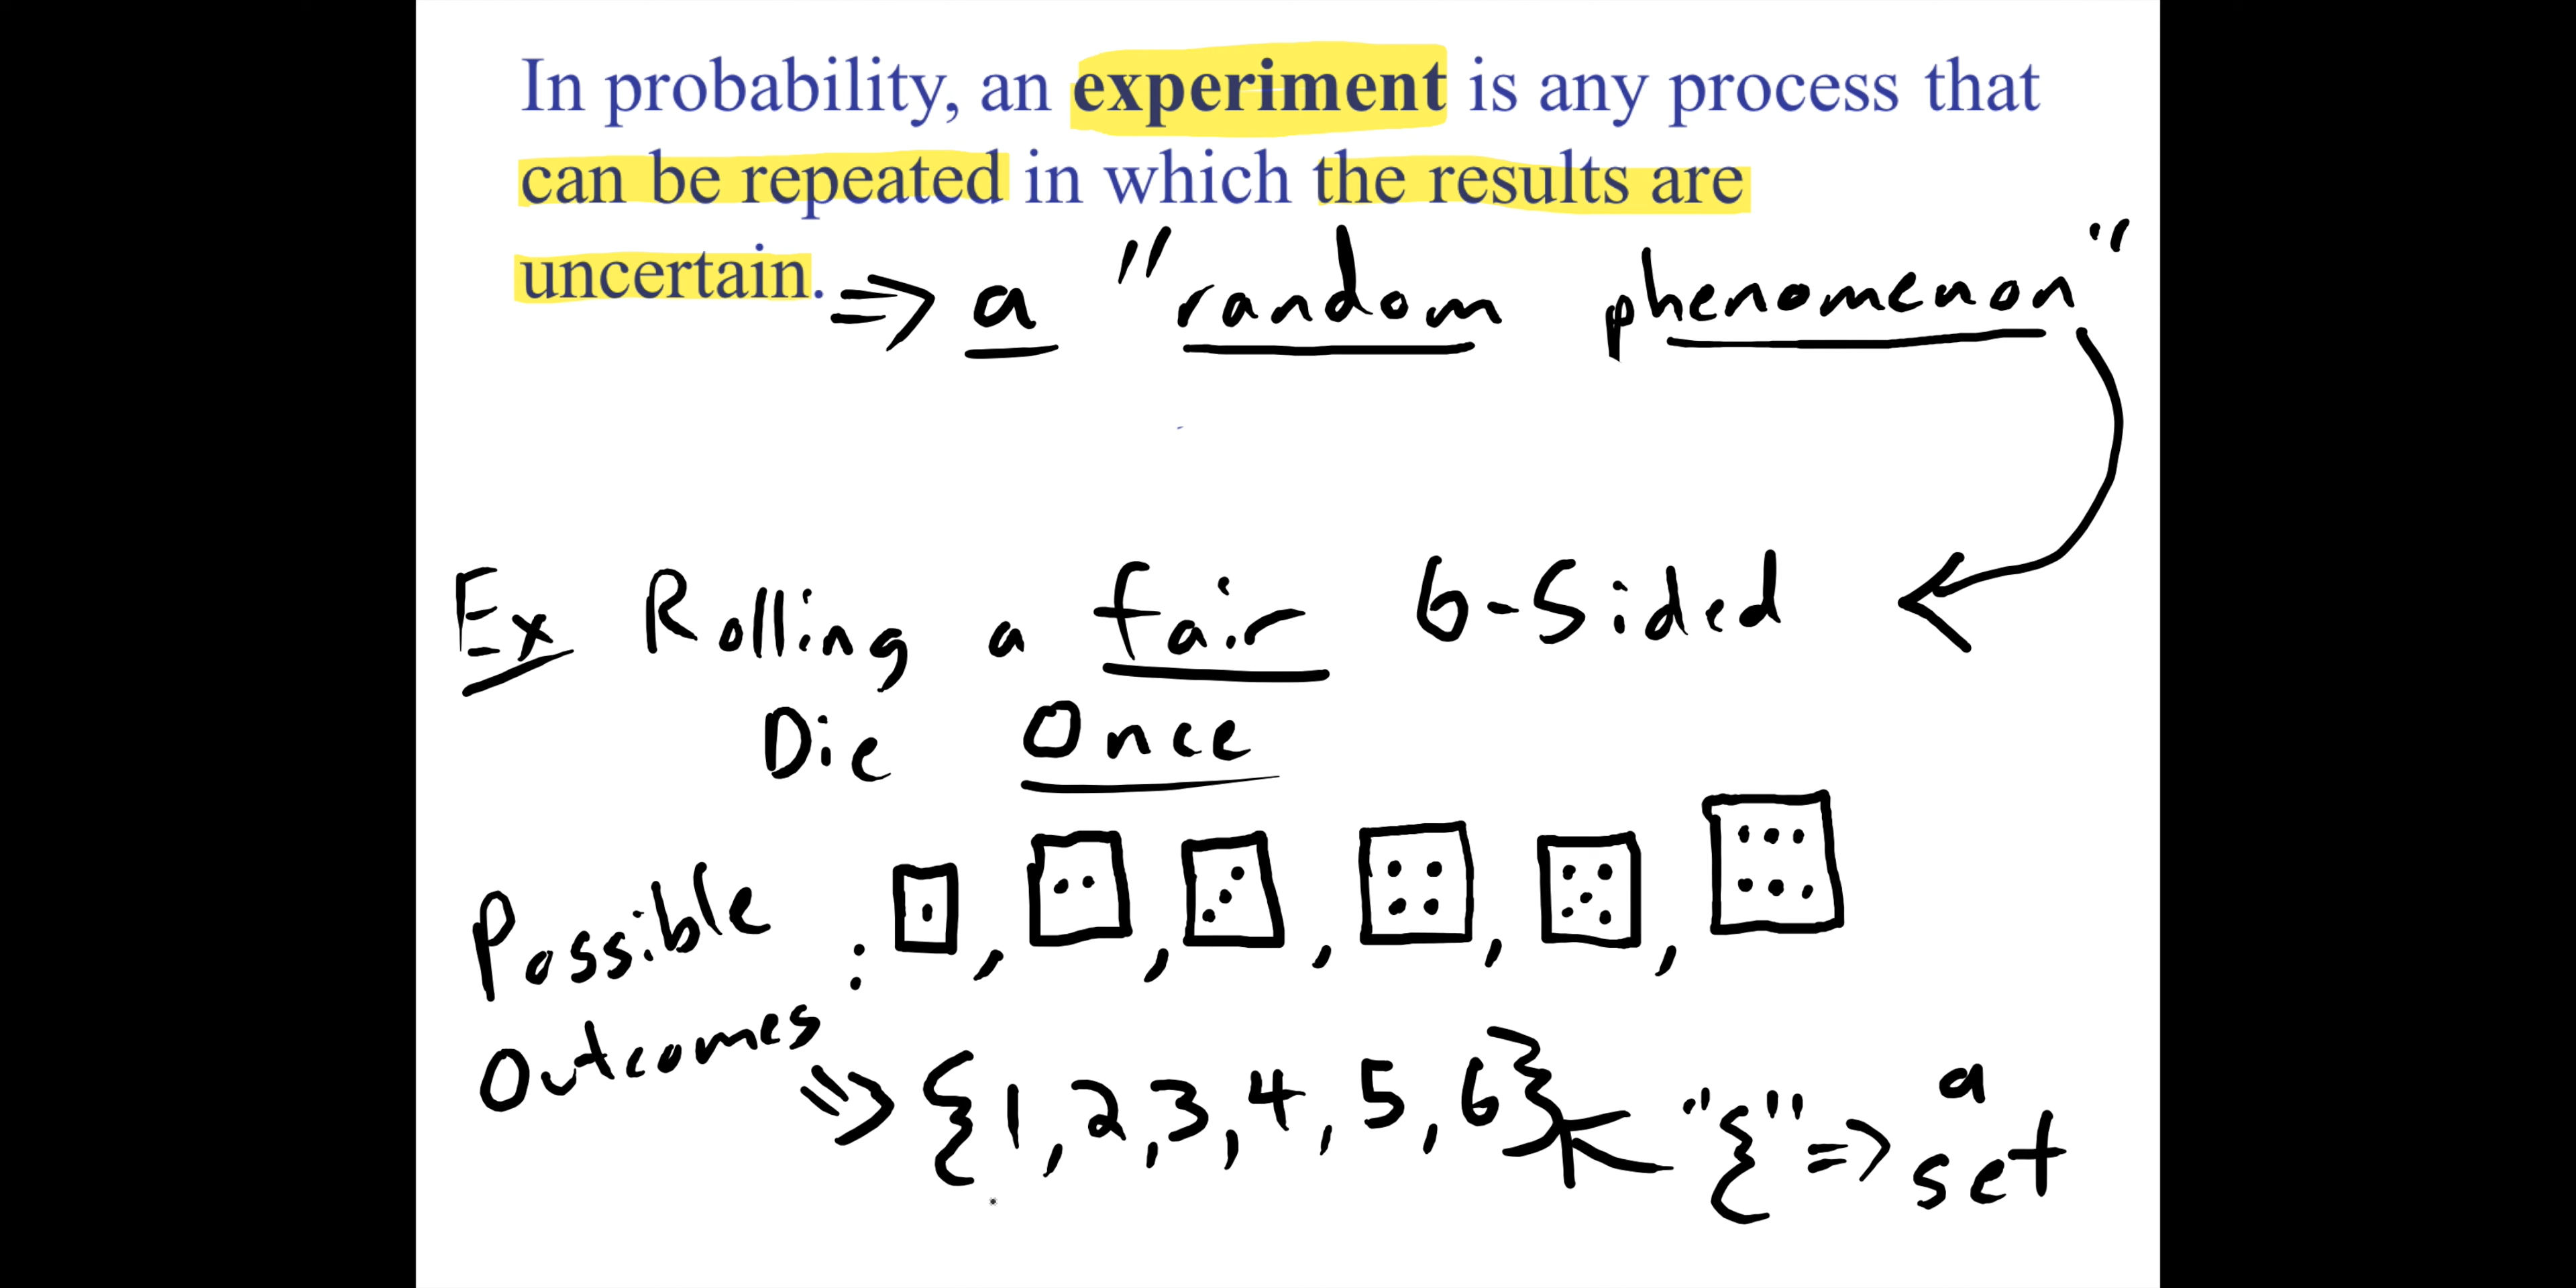 In probability, an experiment is any process that
can be repeated in which the results are
uncertain. => a "random phenomenon"
Ex Rolling a fair 6-Sided
Die Once
Possible
Outcomes :
=> {1, 2, 3, 4, 5, 6} "{" => a set